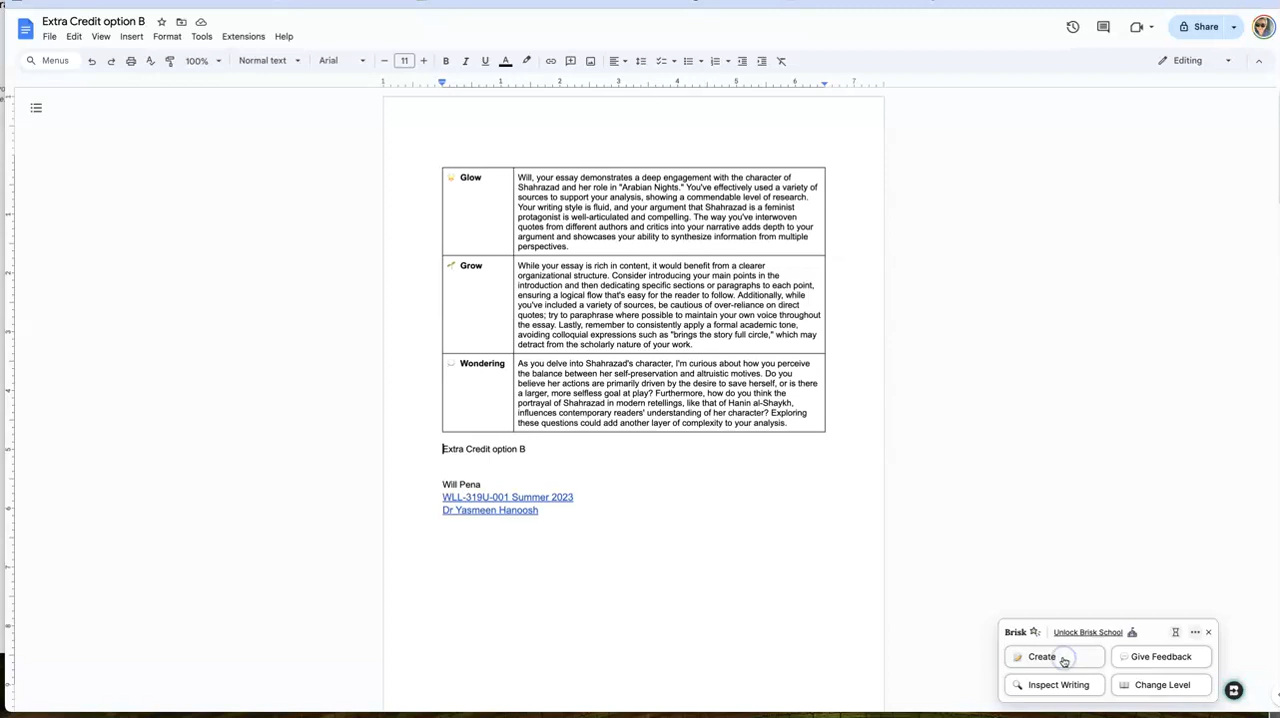 Extra Credit option B
File Edit View Insert Format Tools Extensions Help
Share
Menus 100% Normal text Arial 11 B I U A Editing
1 1 2 3 4 5 6 7
Glow
Will, your essay demonstrates a deep engagement with the character of
Shahrazad and her role in "Arabian Nights." You've effectively used a variety of
sources to support your analysis, showing a commendable level of research.
Your writing style is fluid, and your argument that Shahrazad is a feminist
protagonist is well-articulated and compelling. The way you've interwoven
quotes from different authors and critics into your narrative adds depth to your
argument and showcases your ability to synthesize information from multiple
perspectives.
Grow
While your essay is rich in content, it would benefit from a clearer
organizational structure. Consider introducing your main points in the
introduction and then dedicating specific sections or paragraphs to each point,
ensuring a logical flow that's easy for the reader to follow. Additionally, while
you've included a variety of sources, be cautious of over-reliance on direct
quotes; try to paraphrase where possible to maintain your own voice throughout
the essay. Lastly, remember to consistently apply a formal academic tone,
avoiding colloquial expressions such as "brings the story full circle," which may
detract from the scholarly nature of your work.
Wondering
As you delve into Shahrazad's character, I'm curious about how you perceive
the balance between her self-preservation and altruistic motives. Do you
believe her actions are primarily driven by the desire to save herself, or is there
a larger, more selfless goal at play? Furthermore, how do you think the
portrayal of Shahrazad in modern retellings, like that of Hanin al-Shaykh,
influences contemporary readers' understanding of her character? Exploring
these questions could add another layer of complexity to your analysis.
Extra Credit option B
Will Pena
WLL-319U-001 Summer 2023
Dr Yasmeen Hanoosh
Brisk Unlock Brisk School
Create Give Feedback
Inspect Writing Change Level